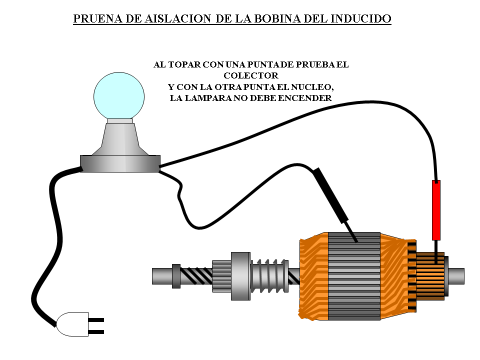 PRUENA DE AISLACION DE LA BOBINA DEL INDUCIDO
AL TOPAR CON UNA PUNTA DE PRUEBA EL
COLECTOR
Y CON LA OTRA PUNTA EL NUCLEO,
LA LAMPARA NO DEBE ENCENDER